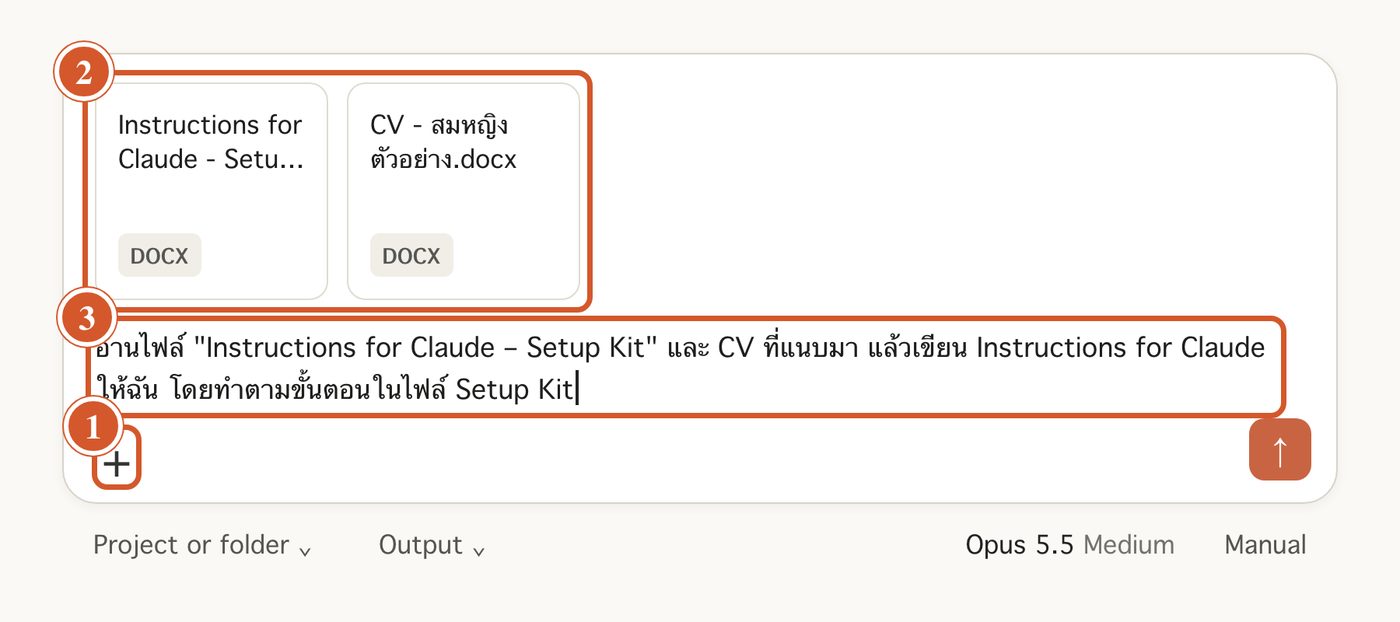 2
Instructions for
Claude - Setu...
DOCX
CV - สมหญิง
ตัวอย่าง.docx
DOCX
3
อ่านไฟล์ "Instructions for Claude – Setup Kit" และ CV ที่แนบมา แล้วเขียน Instructions for Claude
ให้ฉัน โดยทำตามขั้นตอนในไฟล์ Setup Kit
1
+
↑
Project or folder
Output
Opus 5.5 Medium
Manual